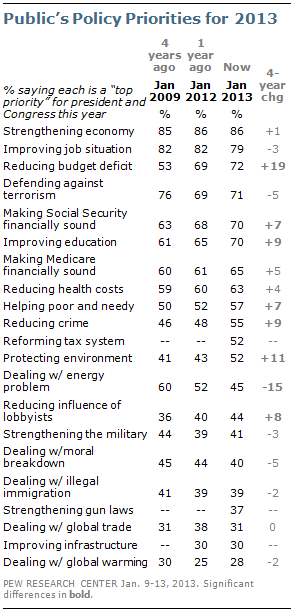 Public's Policy Priorities for 2013
4 years ago 1 year ago Now
% saying each is a "top priority" for president and Congress this year Jan 2009 Jan 2012 Jan 2013 4-year chg
% % %
Strengthening economy 85 86 86 +1
Improving job situation 82 82 79 -3
Reducing budget deficit 53 69 72 +19
Defending against
terrorism 76 69 71 -5
Making Social Security
financially sound 63 68 70 +7
Improving education 61 65 70 +9
Making Medicare
financially sound 60 61 65 +5
Reducing health costs 59 60 63 +4
Helping poor and needy 50 52 57 +7
Reducing crime 46 48 55 +9
Reforming tax system -- -- 52 --
Protecting environment 41 43 52 +11
Dealing w/ energy
problem 60 52 45 -15
Reducing influence of
lobbyists 36 40 44 +8
Strengthening the military 44 39 41 -3
Dealing w/moral
breakdown 45 44 40 -5
Dealing w/ illegal
immigration 41 39 39 -2
Strengthening gun laws -- -- 37 --
Dealing w/ global trade 31 38 31 0
Improving infrastructure -- 30 30 --
Dealing w/ global warming 30 25 28 -2
PEW RESEARCH CENTER Jan. 9-13, 2013. Significant
differences in bold.